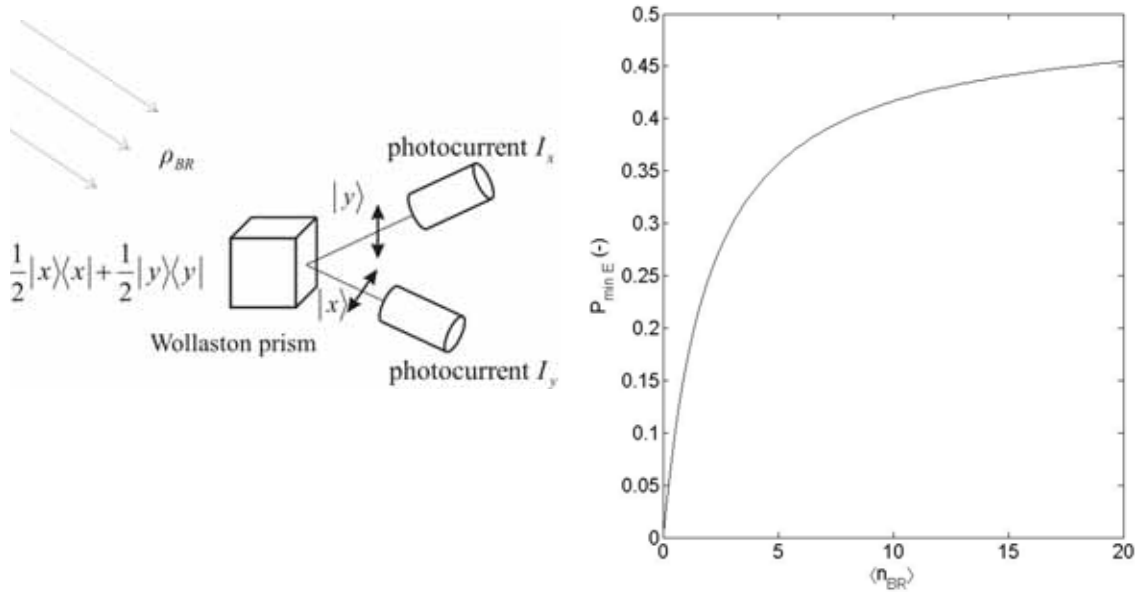 ρ_BR
photocurrent I_x
|y⟩
1/2|x⟩⟨x|+1/2|y⟩⟨y|
|x⟩
Wollaston prism
photocurrent I_y
0.5
0.45
0.4
0.35
0.3
0.25
0.2
0.15
0.1
0.05
0
P_min E (-)
0 5 10 15 20
⟨n_BR⟩